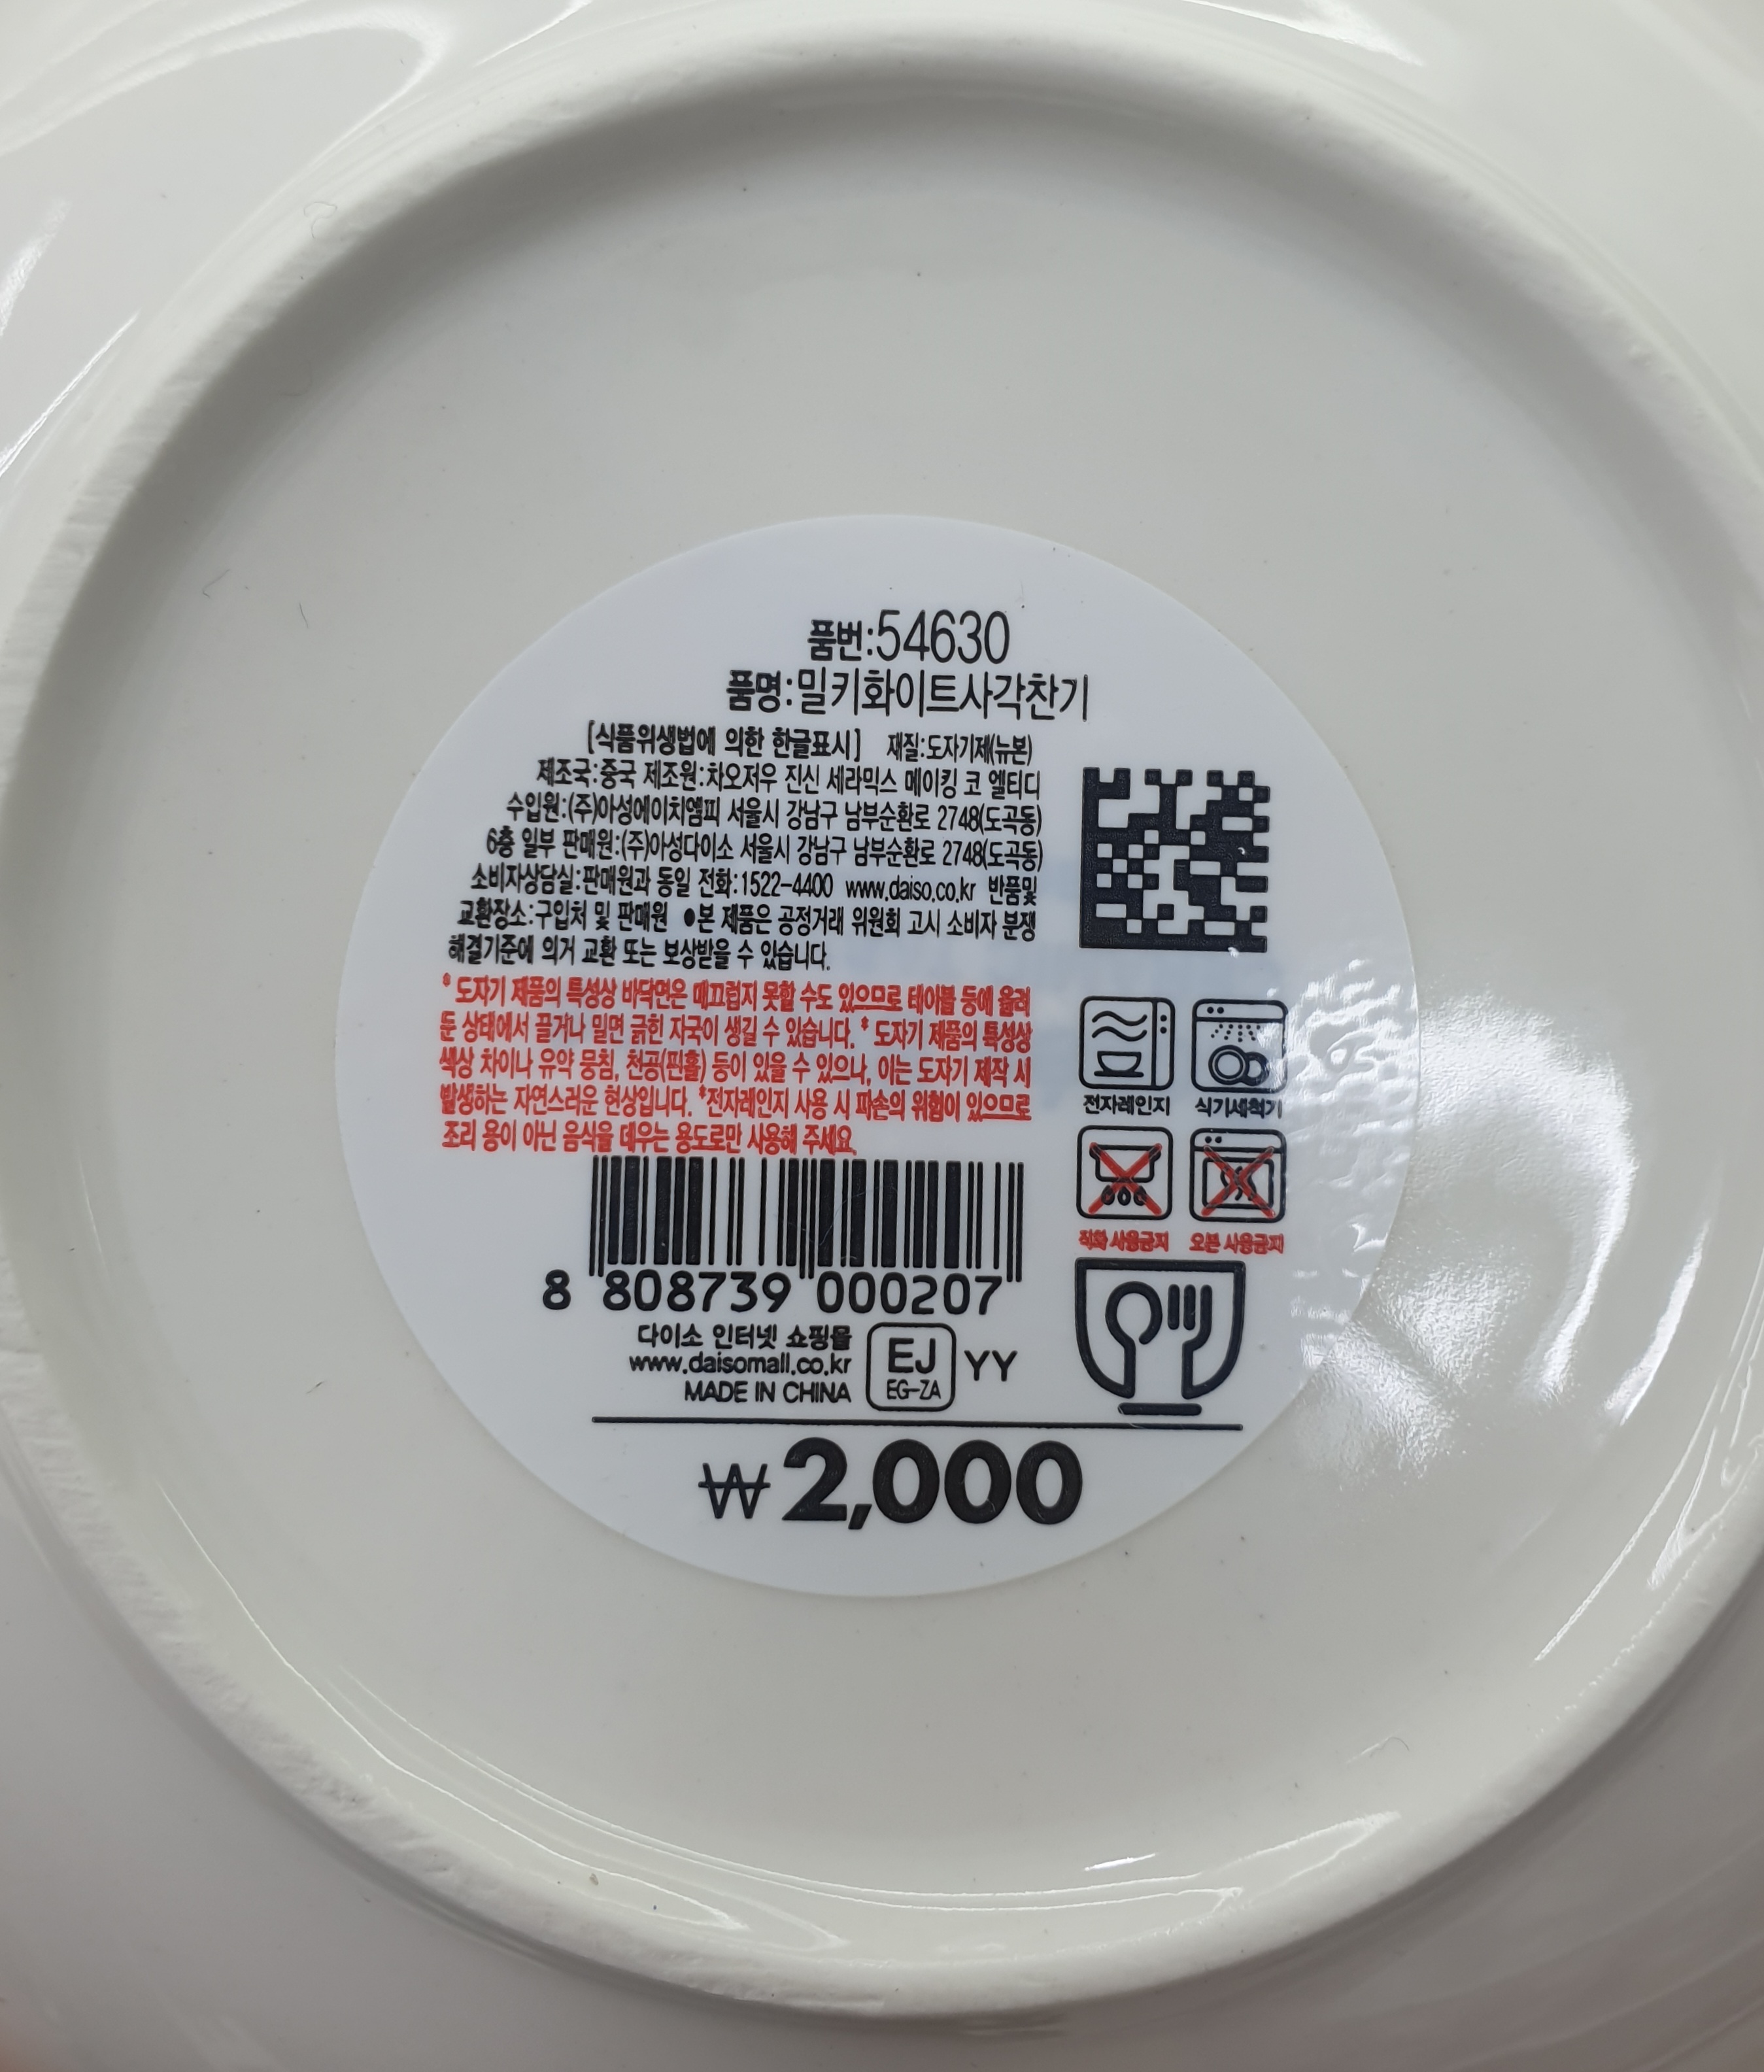 품번:54630
품명:밀키화이트사각찬기
[식품위생법에 의한 한글표시] 재질:도자기제(뉴본)
제조국:중국 제조원:차오저우 진신 세라믹스 메이킹 코 엘티디
수입원:(주)아성에이치엠피 서울시 강남구 남부순환로 2748(도곡동)
6층 일부 판매원:(주)아성다이소 서울시 강남구 남부순환로 2748(도곡동)
소비자상담실:판매원과 동일 전화:1522-4400 www.daiso.co.kr 반품및
교환장소:구입처 및 판매원 ●본 제품은 공정거래 위원회 고시 소비자 분쟁
해결기준에 의거 교환 또는 보상받을 수 있습니다.
* 도자기 제품의 특성상 바닥면은 매끄럽지 못할 수도 있으므로 테이블 등에 올려
둔 상태에서 끌거나 밀면 긁힌 자국이 생길 수 있습니다. * 도자기 제품의 특성상
색상 차이나 유약 뭉침, 천공(핀홀) 등이 있을 수 있으나, 이는 도자기 제작 시
발생하는 자연스러운 현상입니다. *전자레인지 사용 시 파손의 위험이 있으므로
조리 용이 아닌 음식을 데우는 용도로만 사용해 주세요.
전자레인지 식기세척기
직화 사용금지 오븐 사용금지
8 808739 000207
다이소 인터넷 쇼핑몰
www.daisomall.co.kr
MADE IN CHINA
EJ
EG-ZA
YY
₩2,000